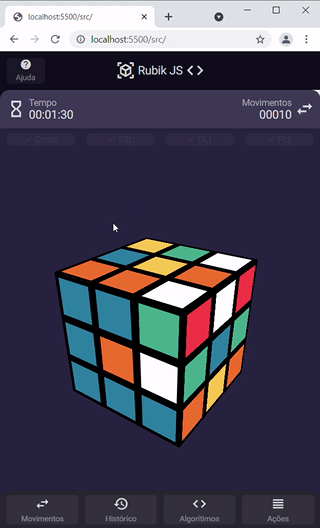 localhost:5500/src/
localhost:5500/src/
Ajuda
Rubik JS
Tempo
Movimentos
00:01:30
00010
Cross
F2L
OLL
PLL
Movimentos
Histórico
Algorítimos
Ações